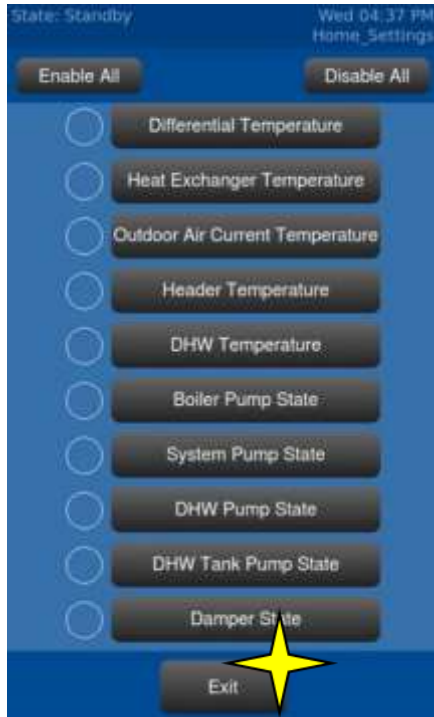 State: Standby Wed 04:37 PM
Home_Settings
Enable All Disable All
Differential Temperature
Heat Exchanger Temperature
Outdoor Air Current Temperature
Header Temperature
DHW Temperature
Boiler Pump State
System Pump State
DHW Pump State
DHW Tank Pump State
Damper State
Exit